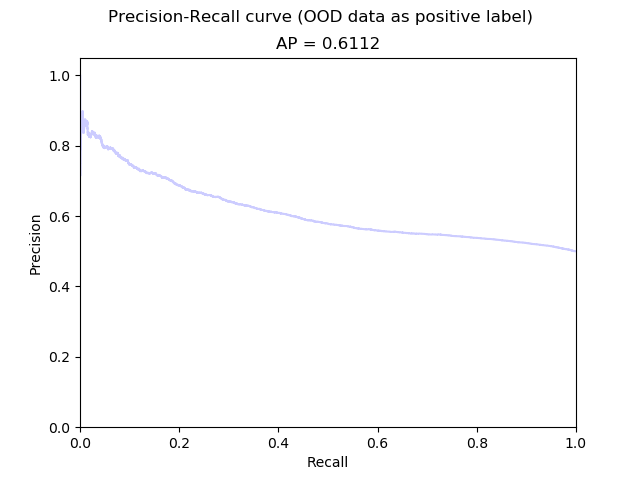 Precision-Recall curve (OOD data as positive label)
AP = 0.6112
1.0
0.8
0.6
0.4
0.2
0.0
Precision
0.0 0.2 0.4 0.6 0.8 1.0
Recall